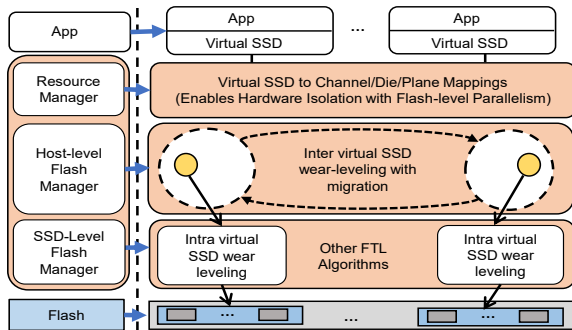 App
App
Virtual SSD
...
App
Virtual SSD
Resource
Manager
Virtual SSD to Channel/Die/Plane Mappings
(Enables Hardware Isolation with Flash-level Parallelism)
Host-level
Flash
Manager
Inter virtual SSD
wear-leveling with
migration
SSD-Level
Flash
Manager
Intra virtual
SSD wear
leveling
Other FTL
Algorithms
Intra virtual
SSD wear
leveling
Flash
...
...
...